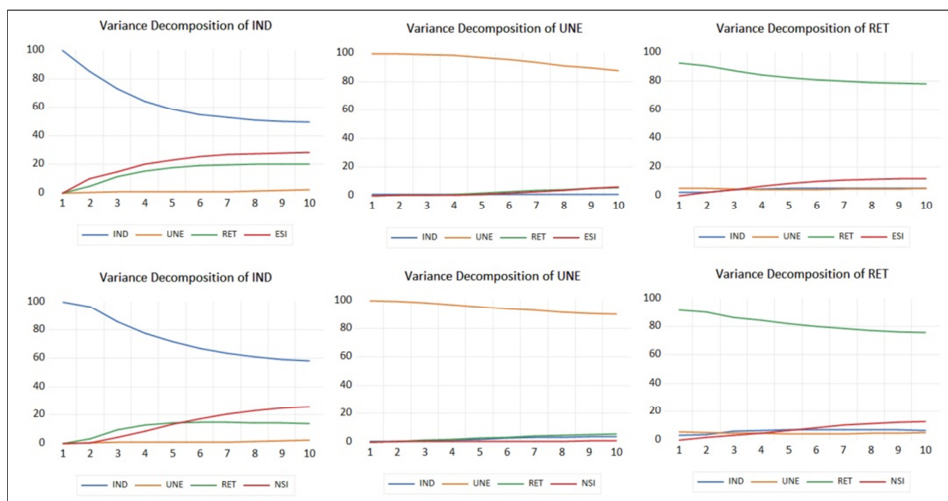 Variance Decomposition of IND
100
80
60
40
20
0
1 2 3 4 5 6 7 8 9 10
IND UNE RET ESI
Variance Decomposition of UNE
100
80
60
40
20
0
1 2 3 4 5 6 7 8 9 10
IND UNE RET ESI
Variance Decomposition of RET
100
80
60
40
20
0
1 2 3 4 5 6 7 8 9 10
IND UNE RET ESI
Variance Decomposition of IND
100
80
60
40
20
0
1 2 3 4 5 6 7 8 9 10
IND UNE RET NSI
Variance Decomposition of UNE
100
80
60
40
20
0
1 2 3 4 5 6 7 8 9 10
IND UNE RET NSI
Variance Decomposition of RET
100
80
60
40
20
0
1 2 3 4 5 6 7 8 9 10
IND UNE RET NSI